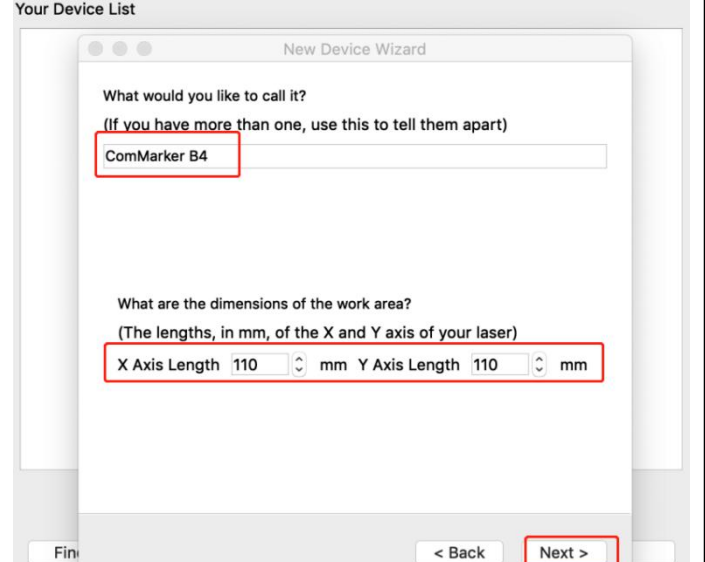 Your Device List
New Device Wizard
What would you like to call it?
(If you have more than one, use this to tell them apart)
ComMarker B4
What are the dimensions of the work area?
(The lengths, in mm, of the X and Y axis of your laser)
X Axis Length 110 mm Y Axis Length 110 mm
< Back Next >